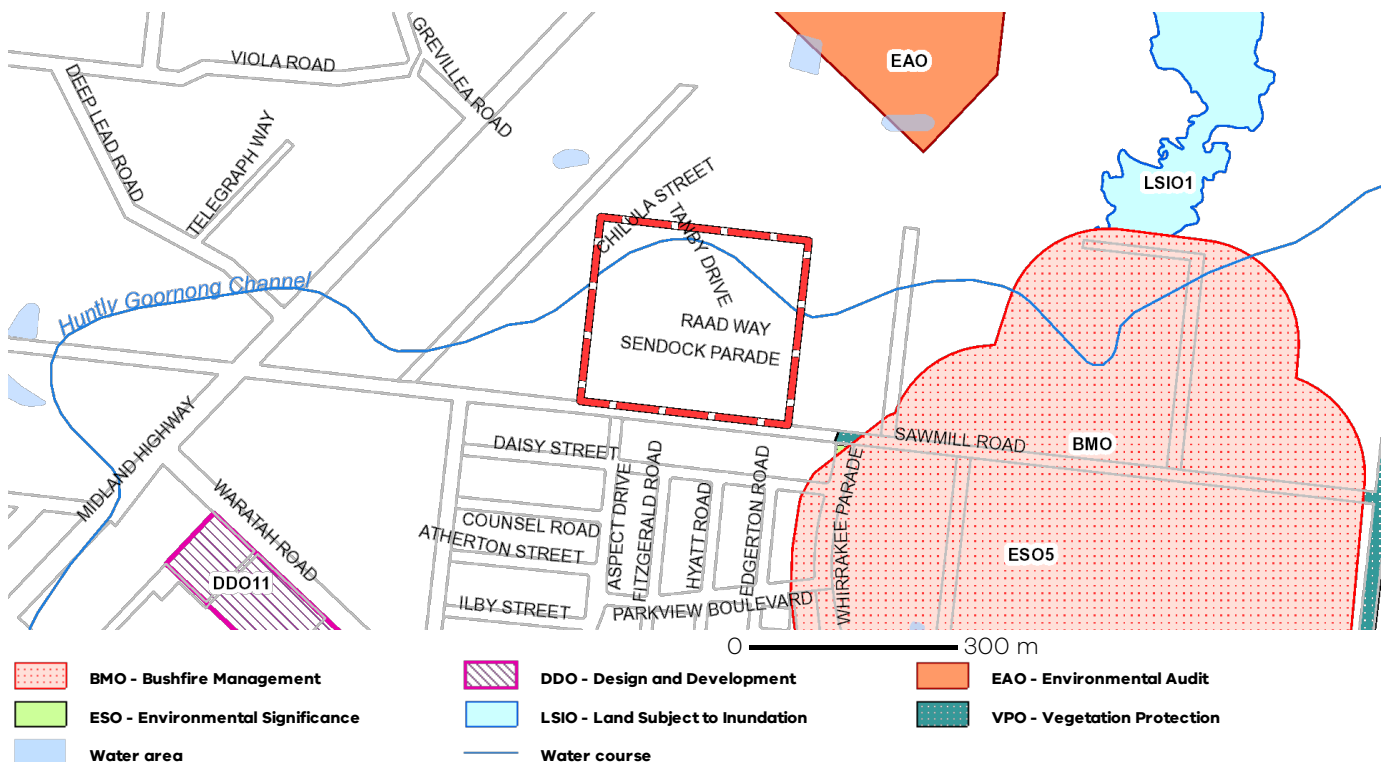 EAO
VIOLA ROAD
GREVILLEA ROAD
DEEP LEAD ROAD
TELEGRAPH WAY
LSIO1
CHILULA STREET
TANBY DRIVE
Huntly Goornong Channel
RAAD WAY
SENDOCK PARADE
MIDLAND HIGHWAY
DAISY STREET
SAWMILL ROAD
BMO
WARATAH ROAD
COUNSEL ROAD
ATHERTON STREET
ASPECT DRIVE
FITZGERALD ROAD
HYATT ROAD
EDGERTON ROAD
WHIRRAKEE PARADE
ESO5
DDO11
ILBY STREET
PARKVIEW BOULEVARD
0 300 m
BMO - Bushfire Management
DDO - Design and Development
EAO - Environmental Audit
ESO - Environmental Significance
LSIO - Land Subject to Inundation
VPO - Vegetation Protection
Water area
Water course